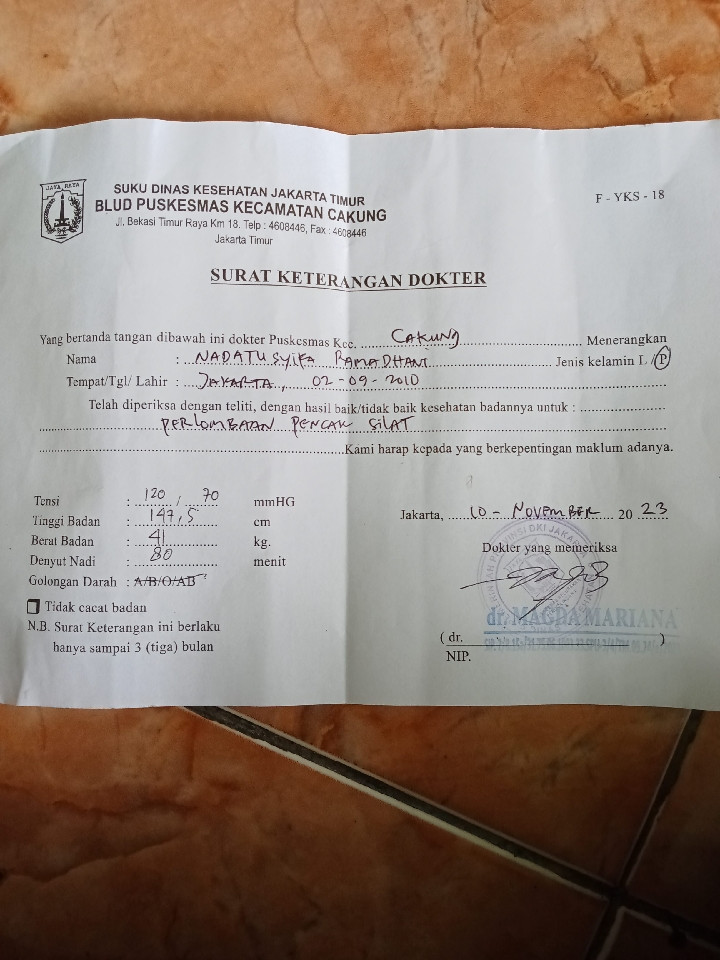 JAYA RAYA
SUKU DINAS KESEHATAN JAKARTA TIMUR
BLUD PUSKESMAS KECAMATAN CAKUNG
Jl. Bekasi Timur Raya Km 18. Telp : 4608446, Fax : 4608446
Jakarta Timur
F - YKS - 18
SURAT KETERANGAN DOKTER
Yang bertanda tangan dibawah ini dokter Puskesmas Kec. CAKUNG Menerangkan
Nama : NADATUSYIFA RAMADHANI Jenis kelamin L / P
Tempat/Tgl/ Lahir : JAKARTA, 02-09-2010
Telah diperiksa dengan teliti, dengan hasil baik/tidak baik kesehatan badannya untuk :
PERLOMBAAN PENCAK SILAT
Kami harap kepada yang berkepentingan maklum adanya.
Tensi : 120 / 70 mmHG
Tinggi Badan : 147,5 cm
Berat Badan : 41 kg.
Denyut Nadi : 80 menit
Golongan Darah : A/B/O/AB
Tidak cacat badan
N.B. Surat Keterangan ini berlaku
hanya sampai 3 (tiga) bulan
Jakarta, 10 - NOVEMBER 20 23
Dokter yang memeriksa
DKI JAKARTA
dr. MAGDA MARIANA
( dr. )
NIP.